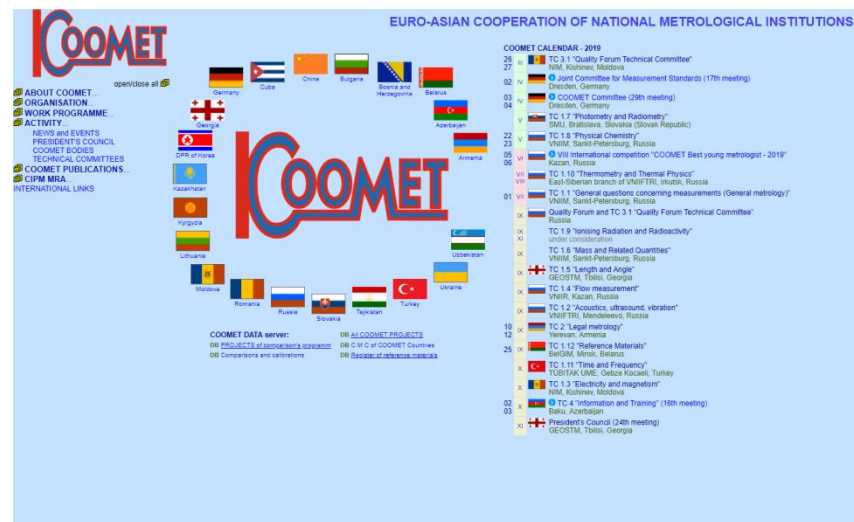 COOMET
EURO-ASIAN COOPERATION OF NATIONAL METROLOGICAL INSTITUTIONS
open/close all
ABOUT COOMET...
ORGANISATION...
WORK PROGRAMME...
ACTIVITY...
NEWS and EVENTS
PRESIDENT'S COUNCIL
COOMET BODIES
TECHNICAL COMMITTEES
COOMET PUBLICATIONS...
CIPM MRA...
INTERNATIONAL LINKS
Germany
Cuba
China
Bulgaria
Bosnia and
Herzegovina
Belarus
Georgia
Azerbaijan
DPR of Korea
Armenia
Kazakhstan
COOMET
Kyrgyzia
Lithuania
Uzbekistan
Moldova
Romania
Russia
Slovakia
Tajikistan
Turkey
Ukraine
COOMET DATA server:
DB PROJECTS of comparison's programm
DB Comparisons and calibrations
DB All COOMET PROJECTS
DB C M C of COOMET Countries
DB Register of reference materials
COOMET CALENDAR - 2019
26 III TC 3.1 "Quality Forum Technical Committee"
27 NIM, Kishinev, Moldova
02 IV Joint Committee for Measurement Standards (17th meeting)
Dresden, Germany
03 IV COOMET Committee (29th meeting)
04 Dresden, Germany
V TC 1.7 "Photometry and Radiometry"
SMU, Bratislava, Slovakia (Slovak Republic)
22 V TC 1.8 "Physical Chemistry"
23 VNIIM, Sankt-Petersburg, Russia
05 VI VIII International competition "COOMET Best young metrologist - 2019"
06 Kazan, Russia
VII TC 1.10 "Thermometry and Thermal Physics"
VIII East-Siberian branch of VNIIFTRI, Irkutsk, Russia
01 VII TC 1.1 "General questions concerning measurements (General metrology)"
VNIIM, Sankt-Petersburg, Russia
IX Quality Forum and TC 3.1 "Quality Forum Technical Committee"
Russia
IX TC 1.9 "Ionising Radiation and Radioactivity"
XI under consideration
IX TC 1.6 "Mass and Related Quantities"
VNIIM, Sankt-Petersburg, Russia
IX TC 1.5 "Length and Angle"
GEOSTM, Tbilisi, Georgia
IX TC 1.4 "Flow measurement"
VNIIR, Kazan, Russia
IX TC 1.2 "Acoustics, ultrasound, vibration"
VNIIFTRI, Mendeleevo, Russia
10 IX TC 2 "Legal metrology"
12 Yerevan, Armenia
25 IX TC 1.12 "Reference Materials"
BelGIM, Minsk, Belarus
X TC 1.11 "Time and Frequency"
TUBITAK UME, Gebze Kocaeli, Turkey
X TC 1.3 "Electricity and magnetism"
NIM, Kishinev, Moldova
02 X TC 4 "Information and Training" (16th meeting)
03 Baku, Azerbaijan
XI President's Council (24th meeting)
GEOSTM, Tbilisi, Georgia